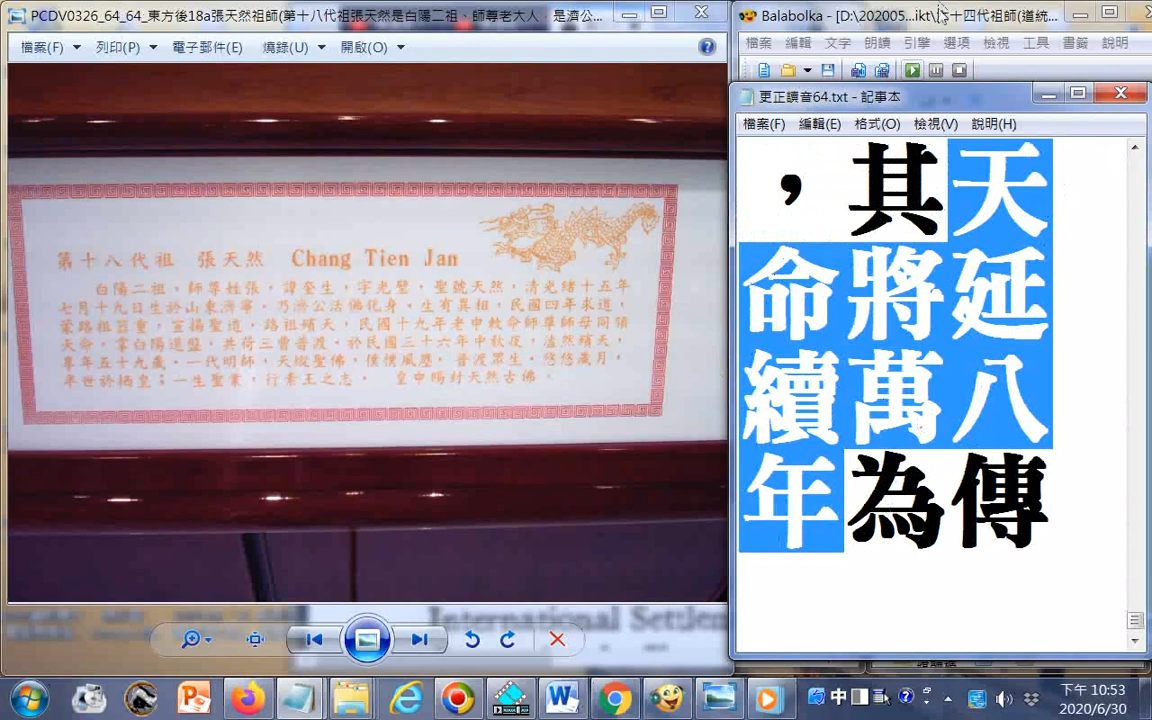 PCDV0326_64_64_東方後18a張天然祖師(第十八代祖張天然是白陽二祖、師尊老大人﹐是濟公...
檔案(F) 列印(P) 電子郵件(E) 燒錄(U) 開啟(O)
第十八代祖 張天然 Chang Tien Jan
白陽二祖，師尊姓張，諱奎生，字光璧，聖號天然，清光緒十五年
七月十九日生於山東濟寧。乃濟公活佛化身。生有異相，民國四年求道，
蒙路祖器重，宣揚聖道，路祖殯天，民國十九年老中敕命師尊師母同領
天命，掌白陽道盤，共荷三曹普渡。於民國三十六年中秋夜，溘然殯天，
享年五十九歲。一代明師，天縱聖佛，僕僕風塵，普渡眾生。悠悠歲月，
年世於栖皇；一生聖業，行素王之志。 皇中賜封天然古佛。
International Settlem
Balabolka - [D:\202005...ikt\
十四代祖師(道統...
檔案 編輯 文字 朗讀 引擎 選項 檢視 工具 書籤 說明
更正讀音64.txt - 記事本
檔案(F) 編輯(E) 格式(O) 檢視(V) 說明(H)
，其天
命將延
續萬八
年為傳
中
下午 10:53
2020/6/30